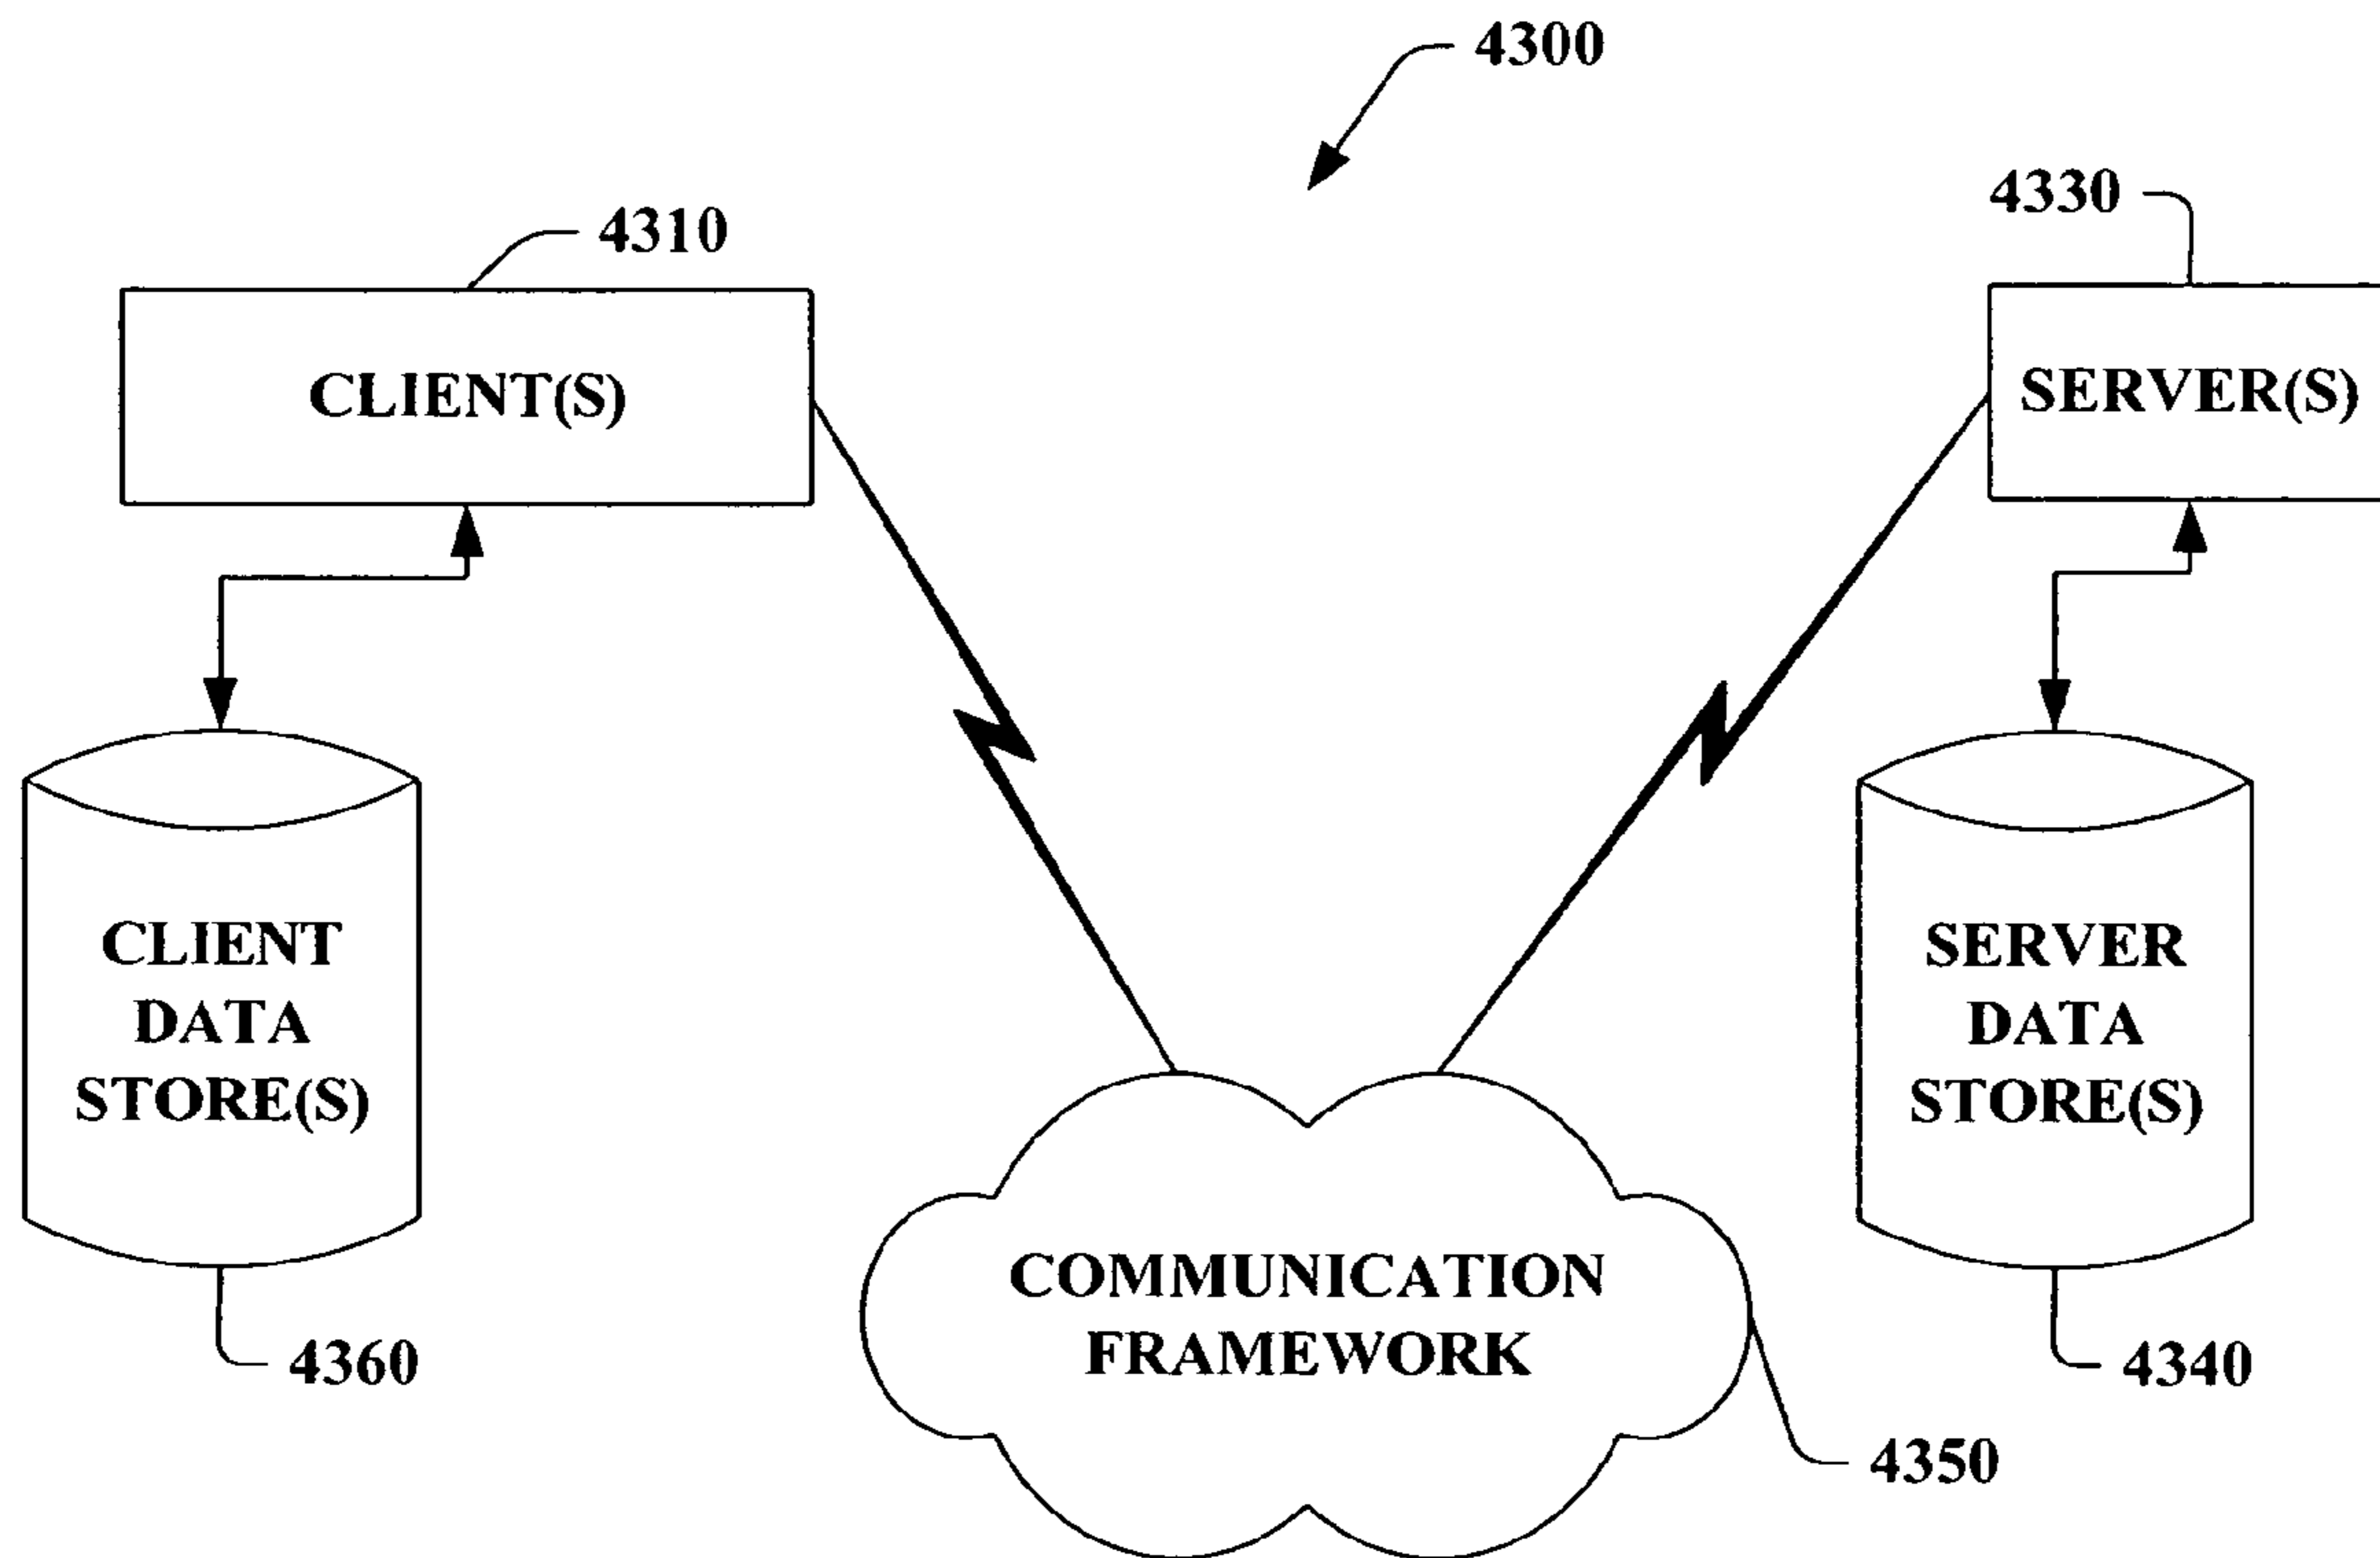 4300
4310
4330
CLIENT(S)
SERVER(S)
CLIENT
DATA
STORE(S)
SERVER
DATA
STORE(S)
COMMUNICATION
FRAMEWORK
4360
4340
4350